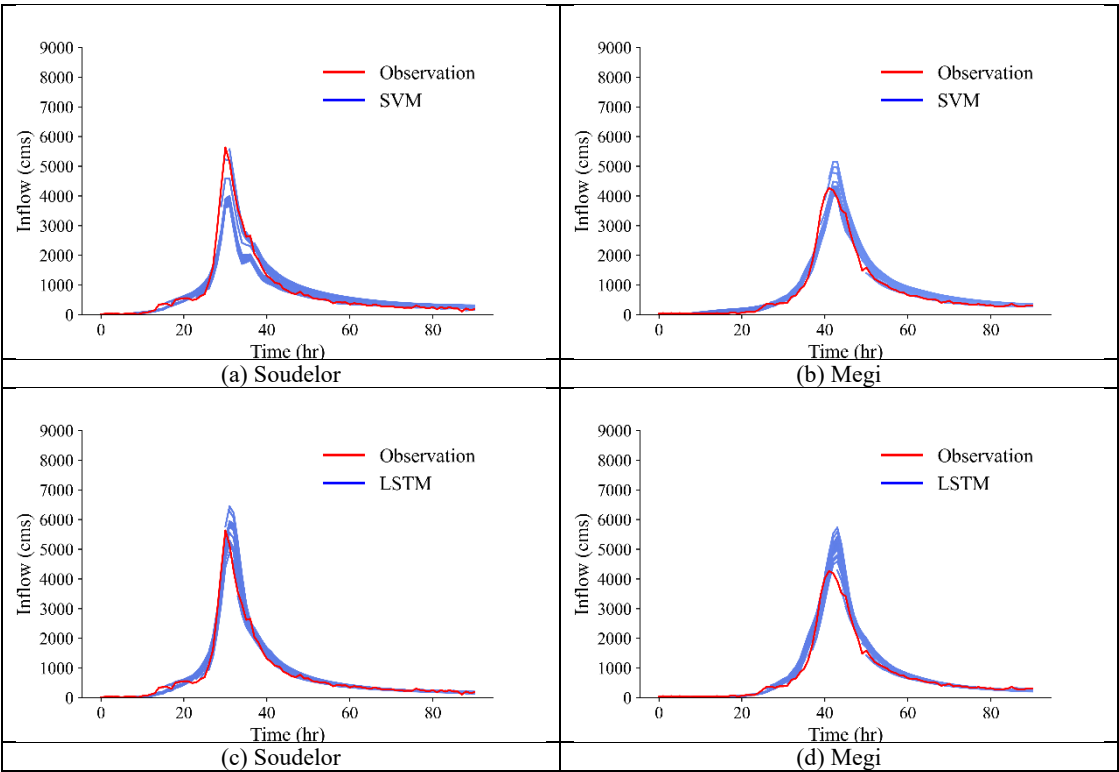 9000
8000
7000
6000
5000
4000
3000
2000
1000
0
Inflow (cms)
Observation
SVM
0 20 40 60 80
Time (hr)
(a) Soudelor
9000
8000
7000
6000
5000
4000
3000
2000
1000
0
Inflow (cms)
Observation
SVM
0 20 40 60 80
Time (hr)
(b) Megi
9000
8000
7000
6000
5000
4000
3000
2000
1000
0
Inflow (cms)
Observation
LSTM
0 20 40 60 80
Time (hr)
(c) Soudelor
9000
8000
7000
6000
5000
4000
3000
2000
1000
0
Inflow (cms)
Observation
LSTM
0 20 40 60 80
Time (hr)
(d) Megi